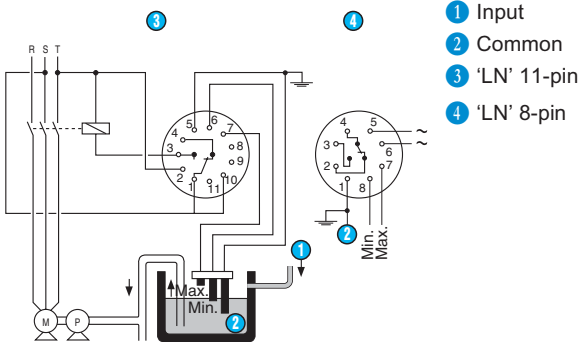 R S T
3
4
1 Input
2 Common
3 'LN' 11-pin
4 'LN' 8-pin
5 6 7
4 8
3 9
2 10
1 11
4 5
3 6
2 7
1 8
~
~
2
Min.
Max.
1
Max.
Min.
2
M P